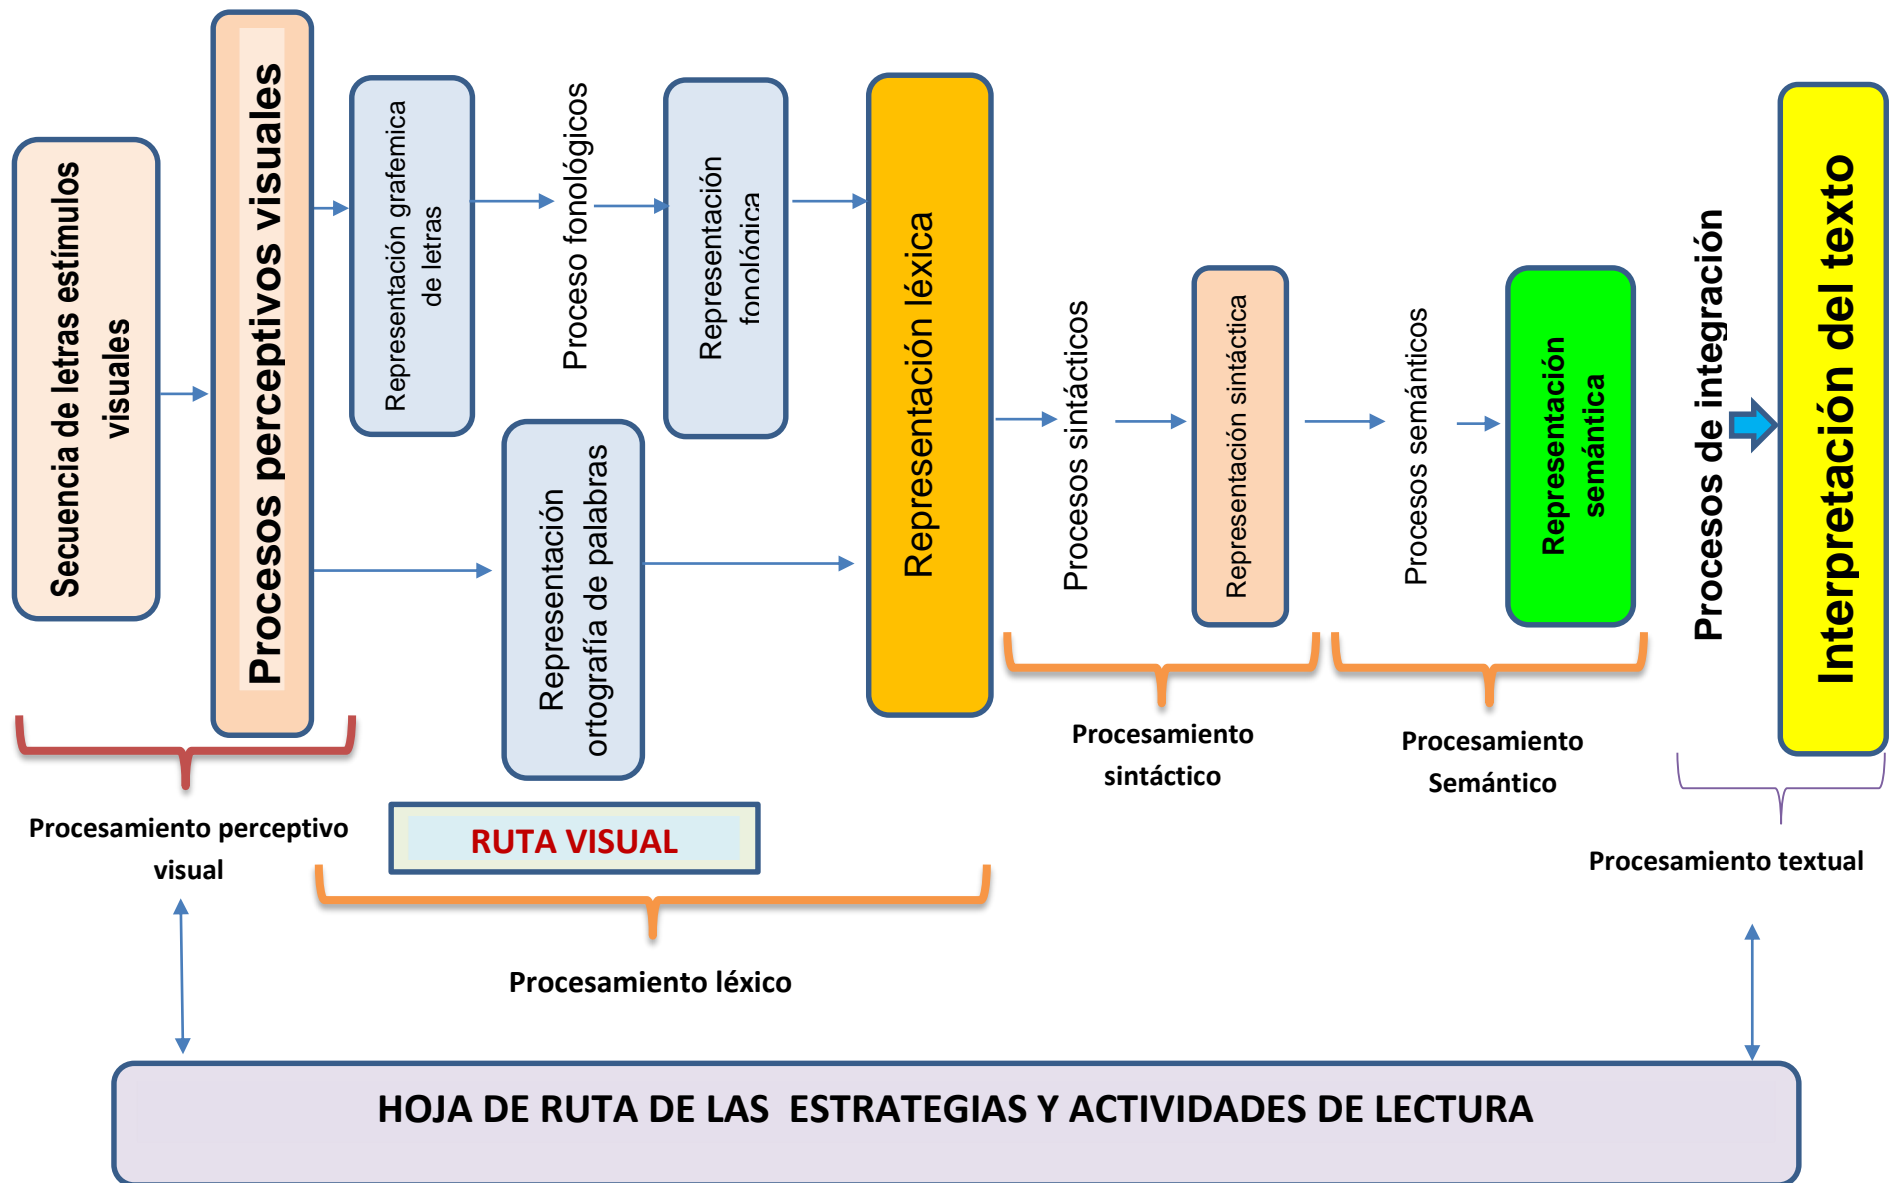 Secuencia de letras estímulos
visuales
Procesos perceptivos visuales
Representación grafemica
de letras
Proceso fonológicos
Representación
fonológica
Representación
ortografía de palabras
Representación léxica
Procesos sintácticos
Representación sintáctica
Procesos semánticos
Representación
semántica
Procesos de integración
Interpretación del texto
Procesamiento perceptivo
visual
RUTA VISUAL
Procesamiento léxico
Procesamiento
sintáctico
Procesamiento
Semántico
Procesamiento textual
HOJA DE RUTA DE LAS  ESTRATEGIAS Y ACTIVIDADES DE LECTURA